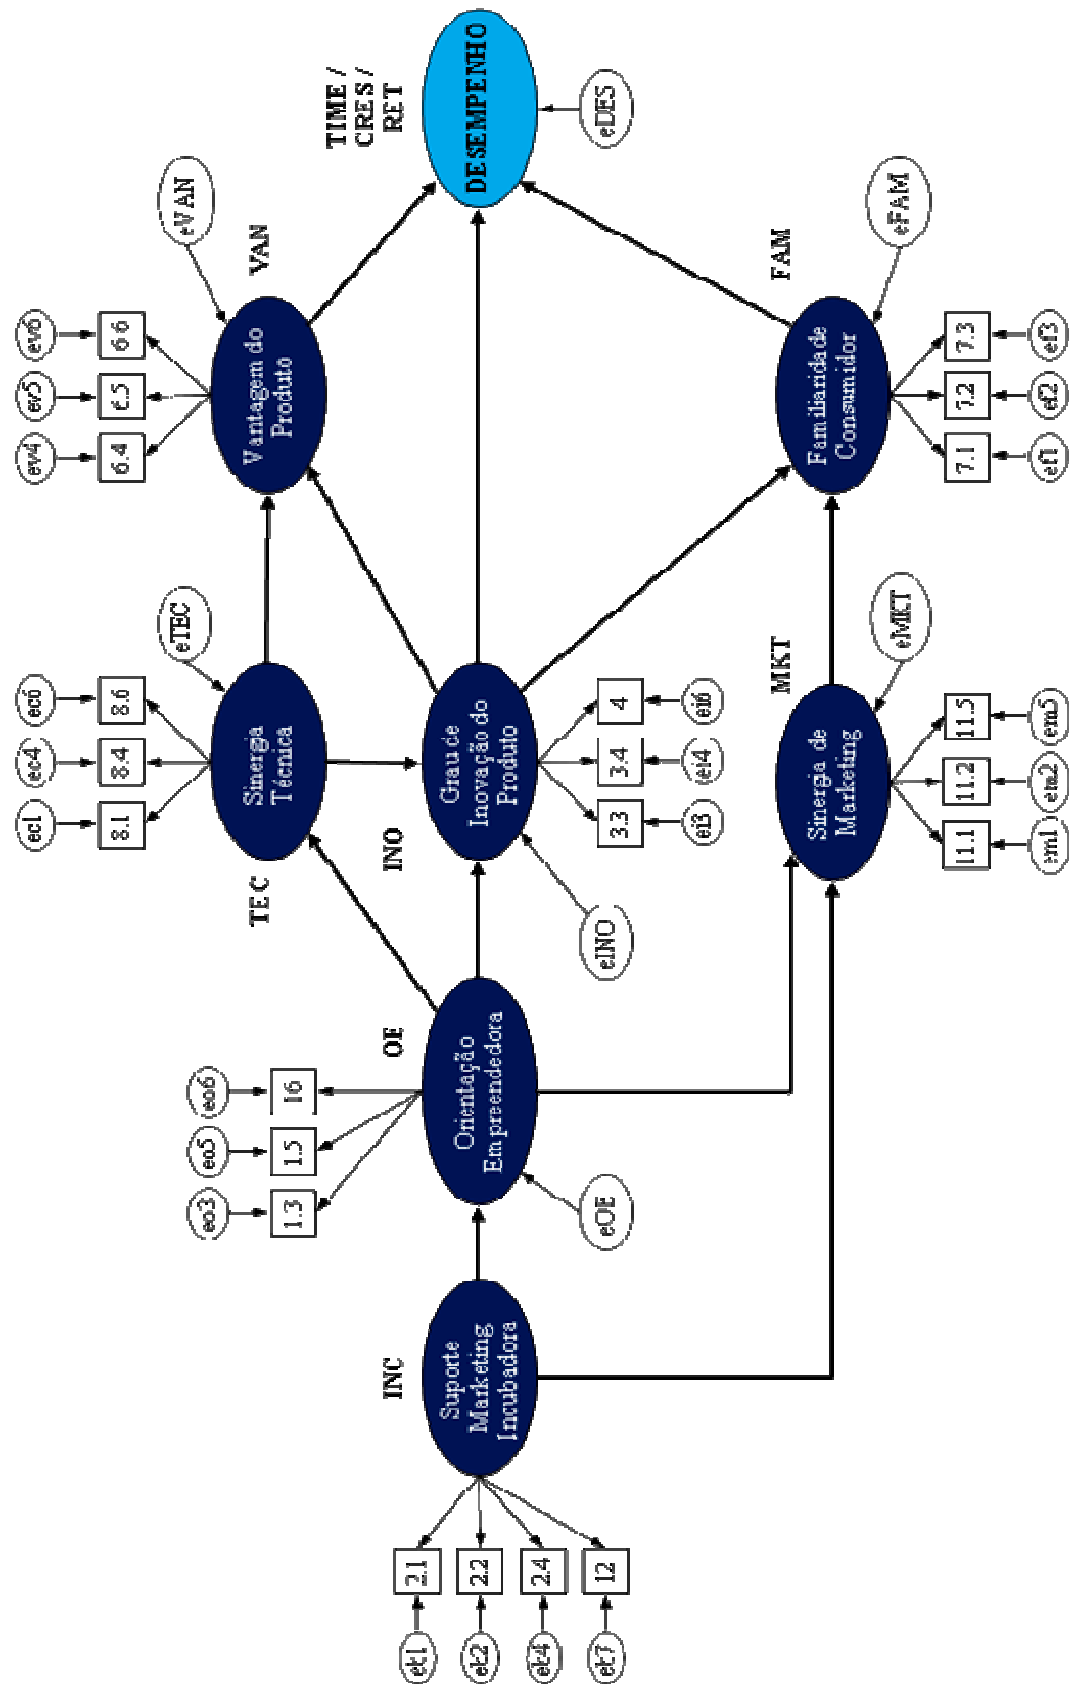 TIME /
CRES /
RET
DESEMPENHO
eDES
eVAN
VAN
ev4
ev5
ev6
6.4
6.5
6 6
Vantagem do
Produto
eTEC
TEC
ec1
ec4
ec6
8.1
8.4
8.6
Sinerga
Técnica
INO
Grau de
Inovação do
Produto
3.3
3.4
4
ei3
ei4
ei6
eINO
FAM
Familiaridade
Consumidor
eFAM
7.1
7.2
7.3
ef1
ef2
ef3
MKT
Sinergia de
Marketing
eMKT
11.1
11.2
11.5
em1
em2
em5
OE
Orientação
Empreendedora
eo3
eo5
eo6
1.3
1.5
16
eOE
INC
Suporte
Marketing
Incubadora
2.1
2.2
2.4
12